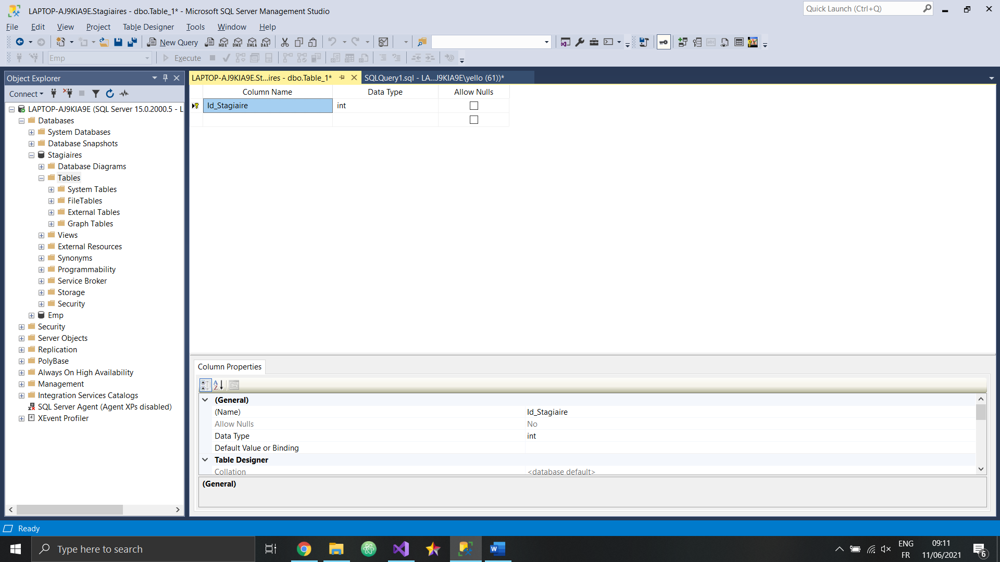 LAPTOP-AJ9KIA9E.Stagiaires - dbo.Table_1* - Microsoft SQL Server Management Studio
Quick Launch (Ctrl+Q)
File Edit View Project Table Designer Tools Window Help
New Query MDX DMX XMLA DAX
Emp Execute
Object Explorer
LAPTOP-AJ9KIA9E.St...ires - dbo.Table_1* SQLQuery1.sql - LA...J9KIA9E\yello (61))*
Connect
Column Name Data Type Allow Nulls
Id_Stagiaire int
LAPTOP-AJ9KIA9E (SQL Server 15.0.2000.5 - L
Databases
System Databases
Database Snapshots
Stagiaires
Database Diagrams
Tables
System Tables
FileTables
External Tables
Graph Tables
Views
External Resources
Synonyms
Programmability
Service Broker
Storage
Security
Emp
Security
Server Objects
Replication
PolyBase
Always On High Availability
Management
Integration Services Catalogs
SQL Server Agent (Agent XPs disabled)
XEvent Profiler
Column Properties
(General)
(Name) Id_Stagiaire
Allow Nulls No
Data Type int
Default Value or Binding
Table Designer
Collation <database default>
(General)
Ready
Type here to search
ENG
FR
09:11
11/06/2021
6